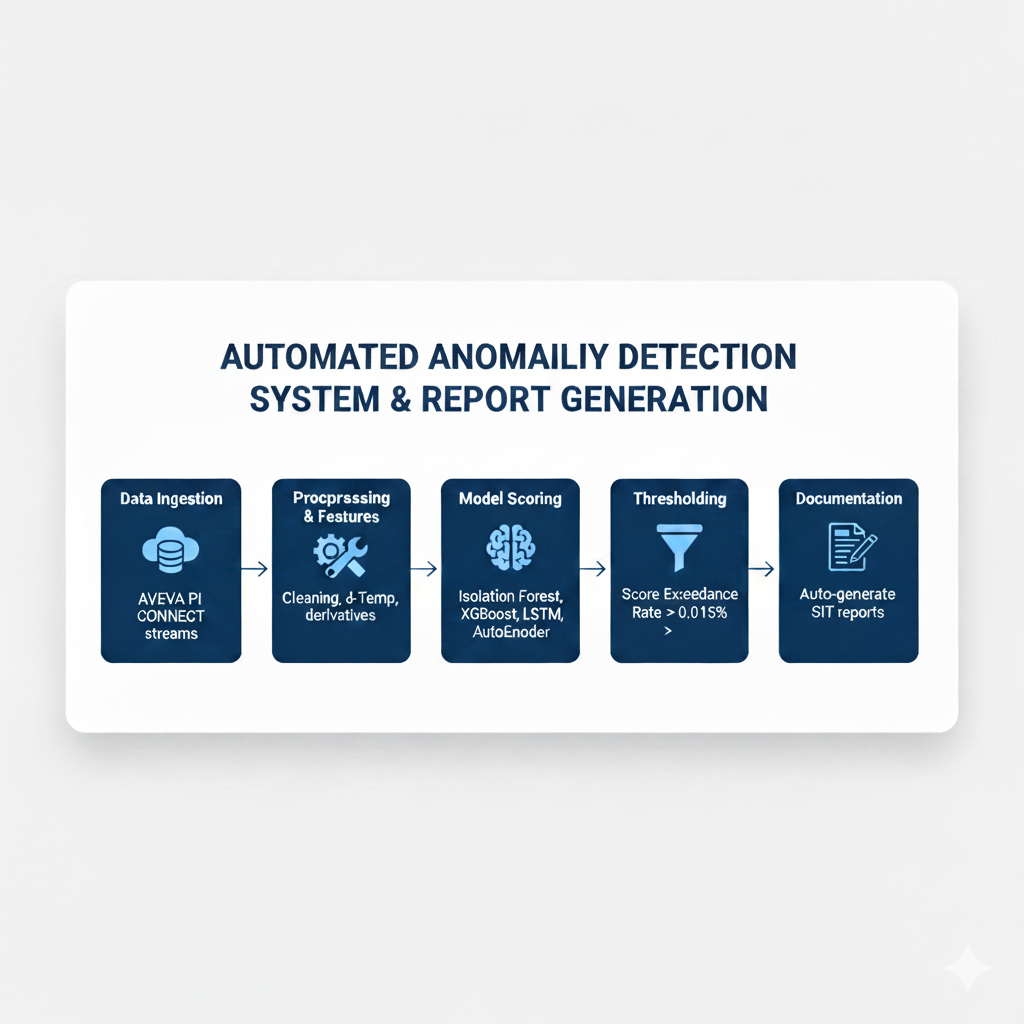 AUTOMATED ANOMAILIY DETECTION
SYSTEM & REPORT GENERATION
Data Ingestion
AVEVA PI
CONNECT
streams
Procprssing
& Festures
Cleaning, d-Temp,
derlvatives
Model Scoring
Isolation Forest,
XGBoost, LSTM,
AutoEnoder
Thresholding
Score Exceedance
Rate > 0.01S%
>
Documentation
Auto-generate
SIT reports